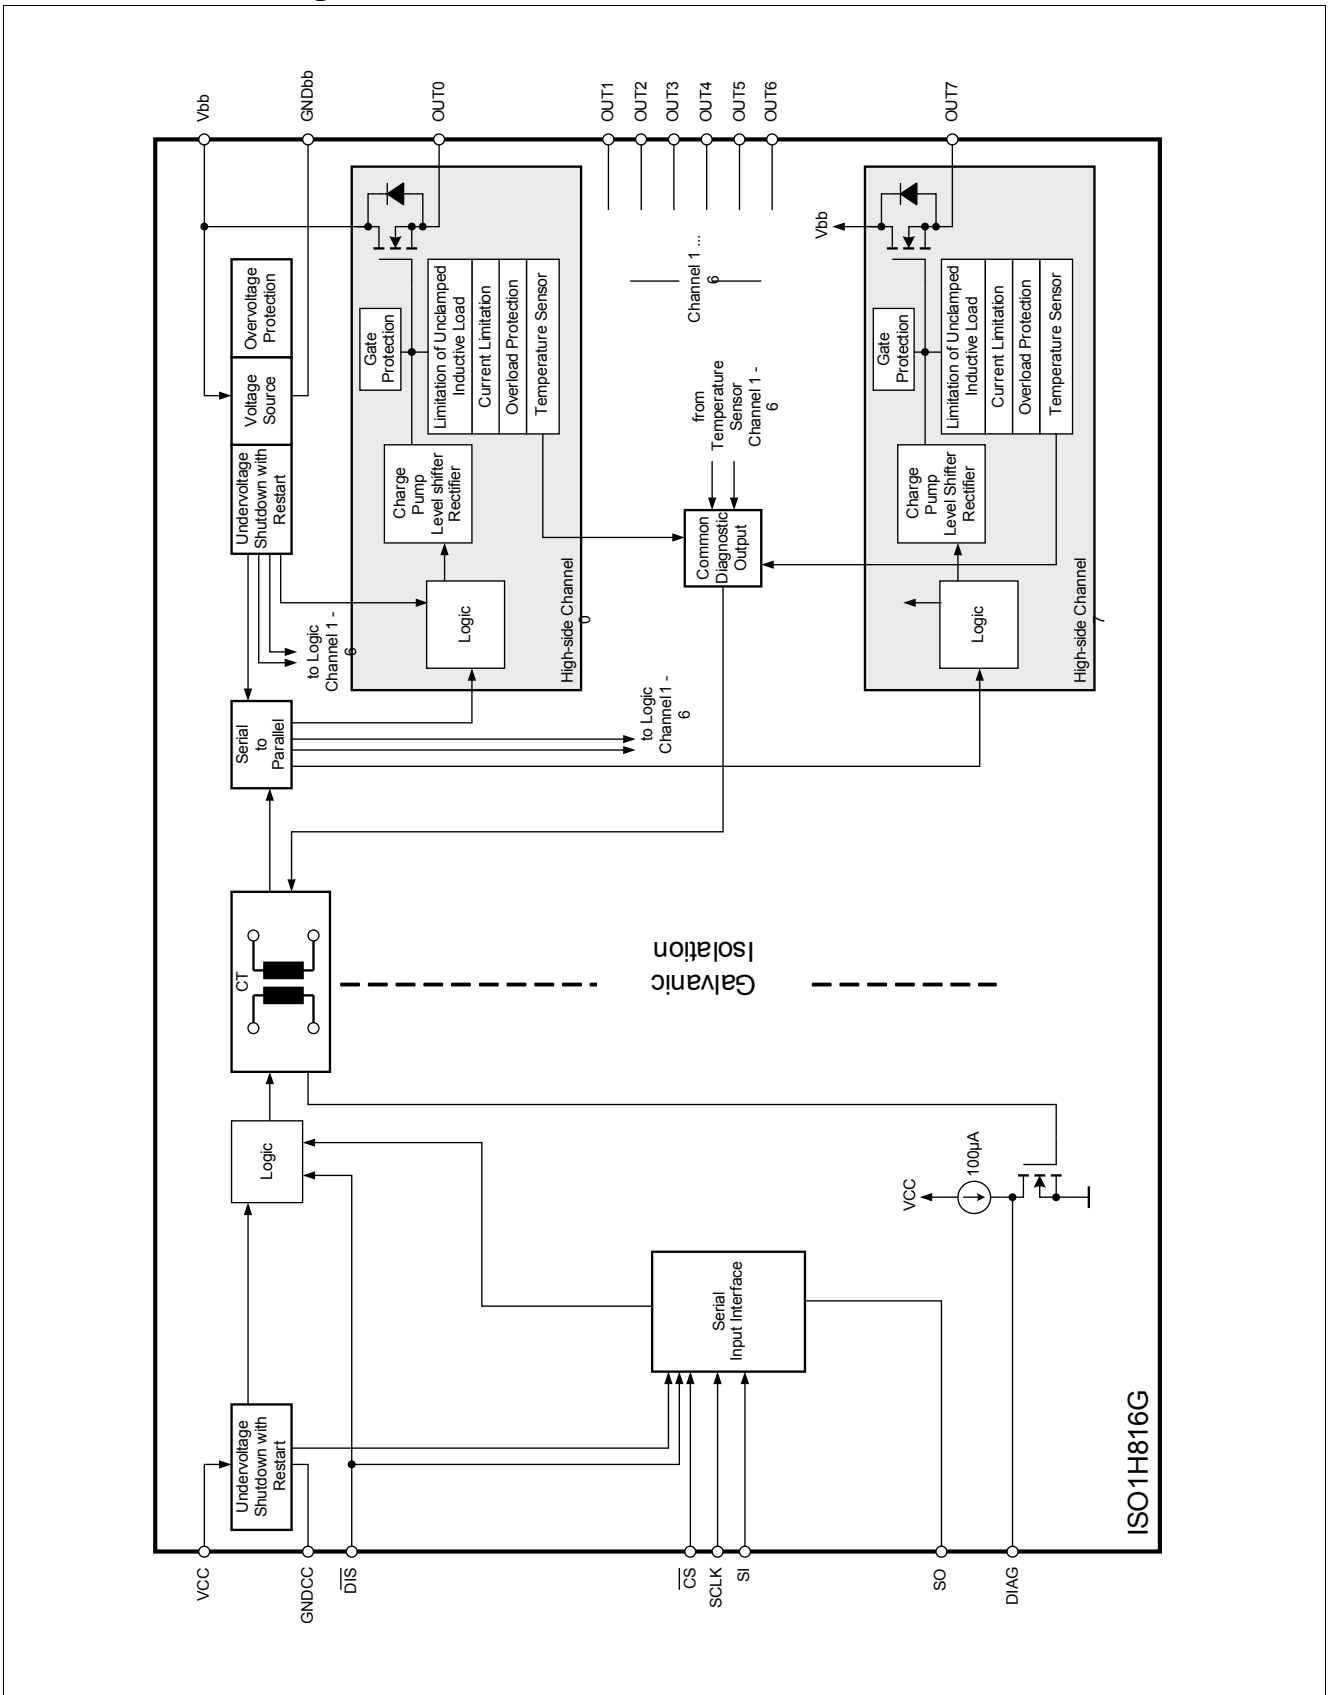 VCC
GNDCC
DIS
CS
SCLK
SI
SO
DIAG
Undervoltage
Shutdown with
Restart
Logic
Serial
Input Interface
VCC
100µA
CT
Galvanic
Isolation
Serial
to
Parallel
Undervoltage
Shutdown with
Restart
Voltage
Source
Overvoltage
Protection
to Logic
Channel 1 -
6
to Logic
Channel1 -
6
Logic
Charge
Pump
Level shifter
Rectifier
Gate
Protection
Limitation of Unclamped
Inductive Load
Current Limitation
Overload Protection
Temperature Sensor
High-side Channel
0
Common
Diagnostic
Output
from
Temperature
Sensor
Channel 1 -
6
Channel 1 ...
6
Vbb
Logic
Charge
Pump
Level Shifter
Rectifier
Gate
Protection
Limitation of Unclamped
Inductive Load
Current Limitation
Overload Protection
Temperature Sensor
High-side Channel
7
Vbb
GNDbb
OUT0
OUT1
OUT2
OUT3
OUT4
OUT5
OUT6
OUT7
ISO1H816G